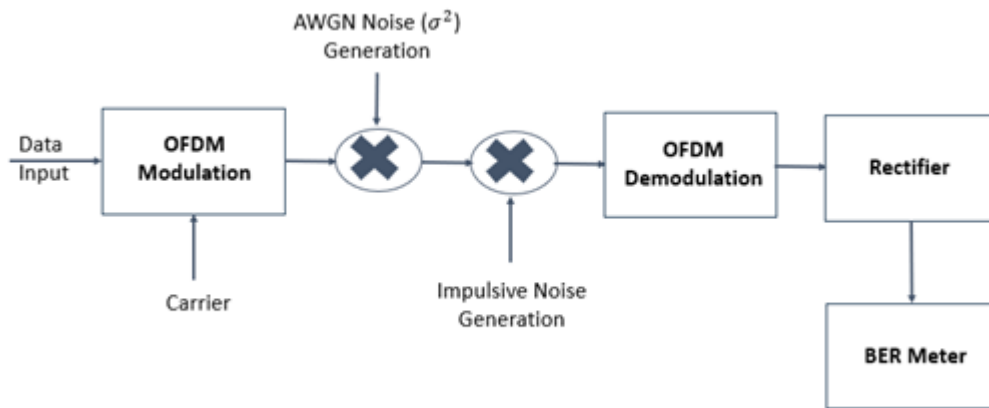 AWGN Noise (σ²)
Generation
Data
Input
OFDM
Modulation
OFDM
Demodulation
Rectifier
Carrier
Impulsive Noise
Generation
BER Meter